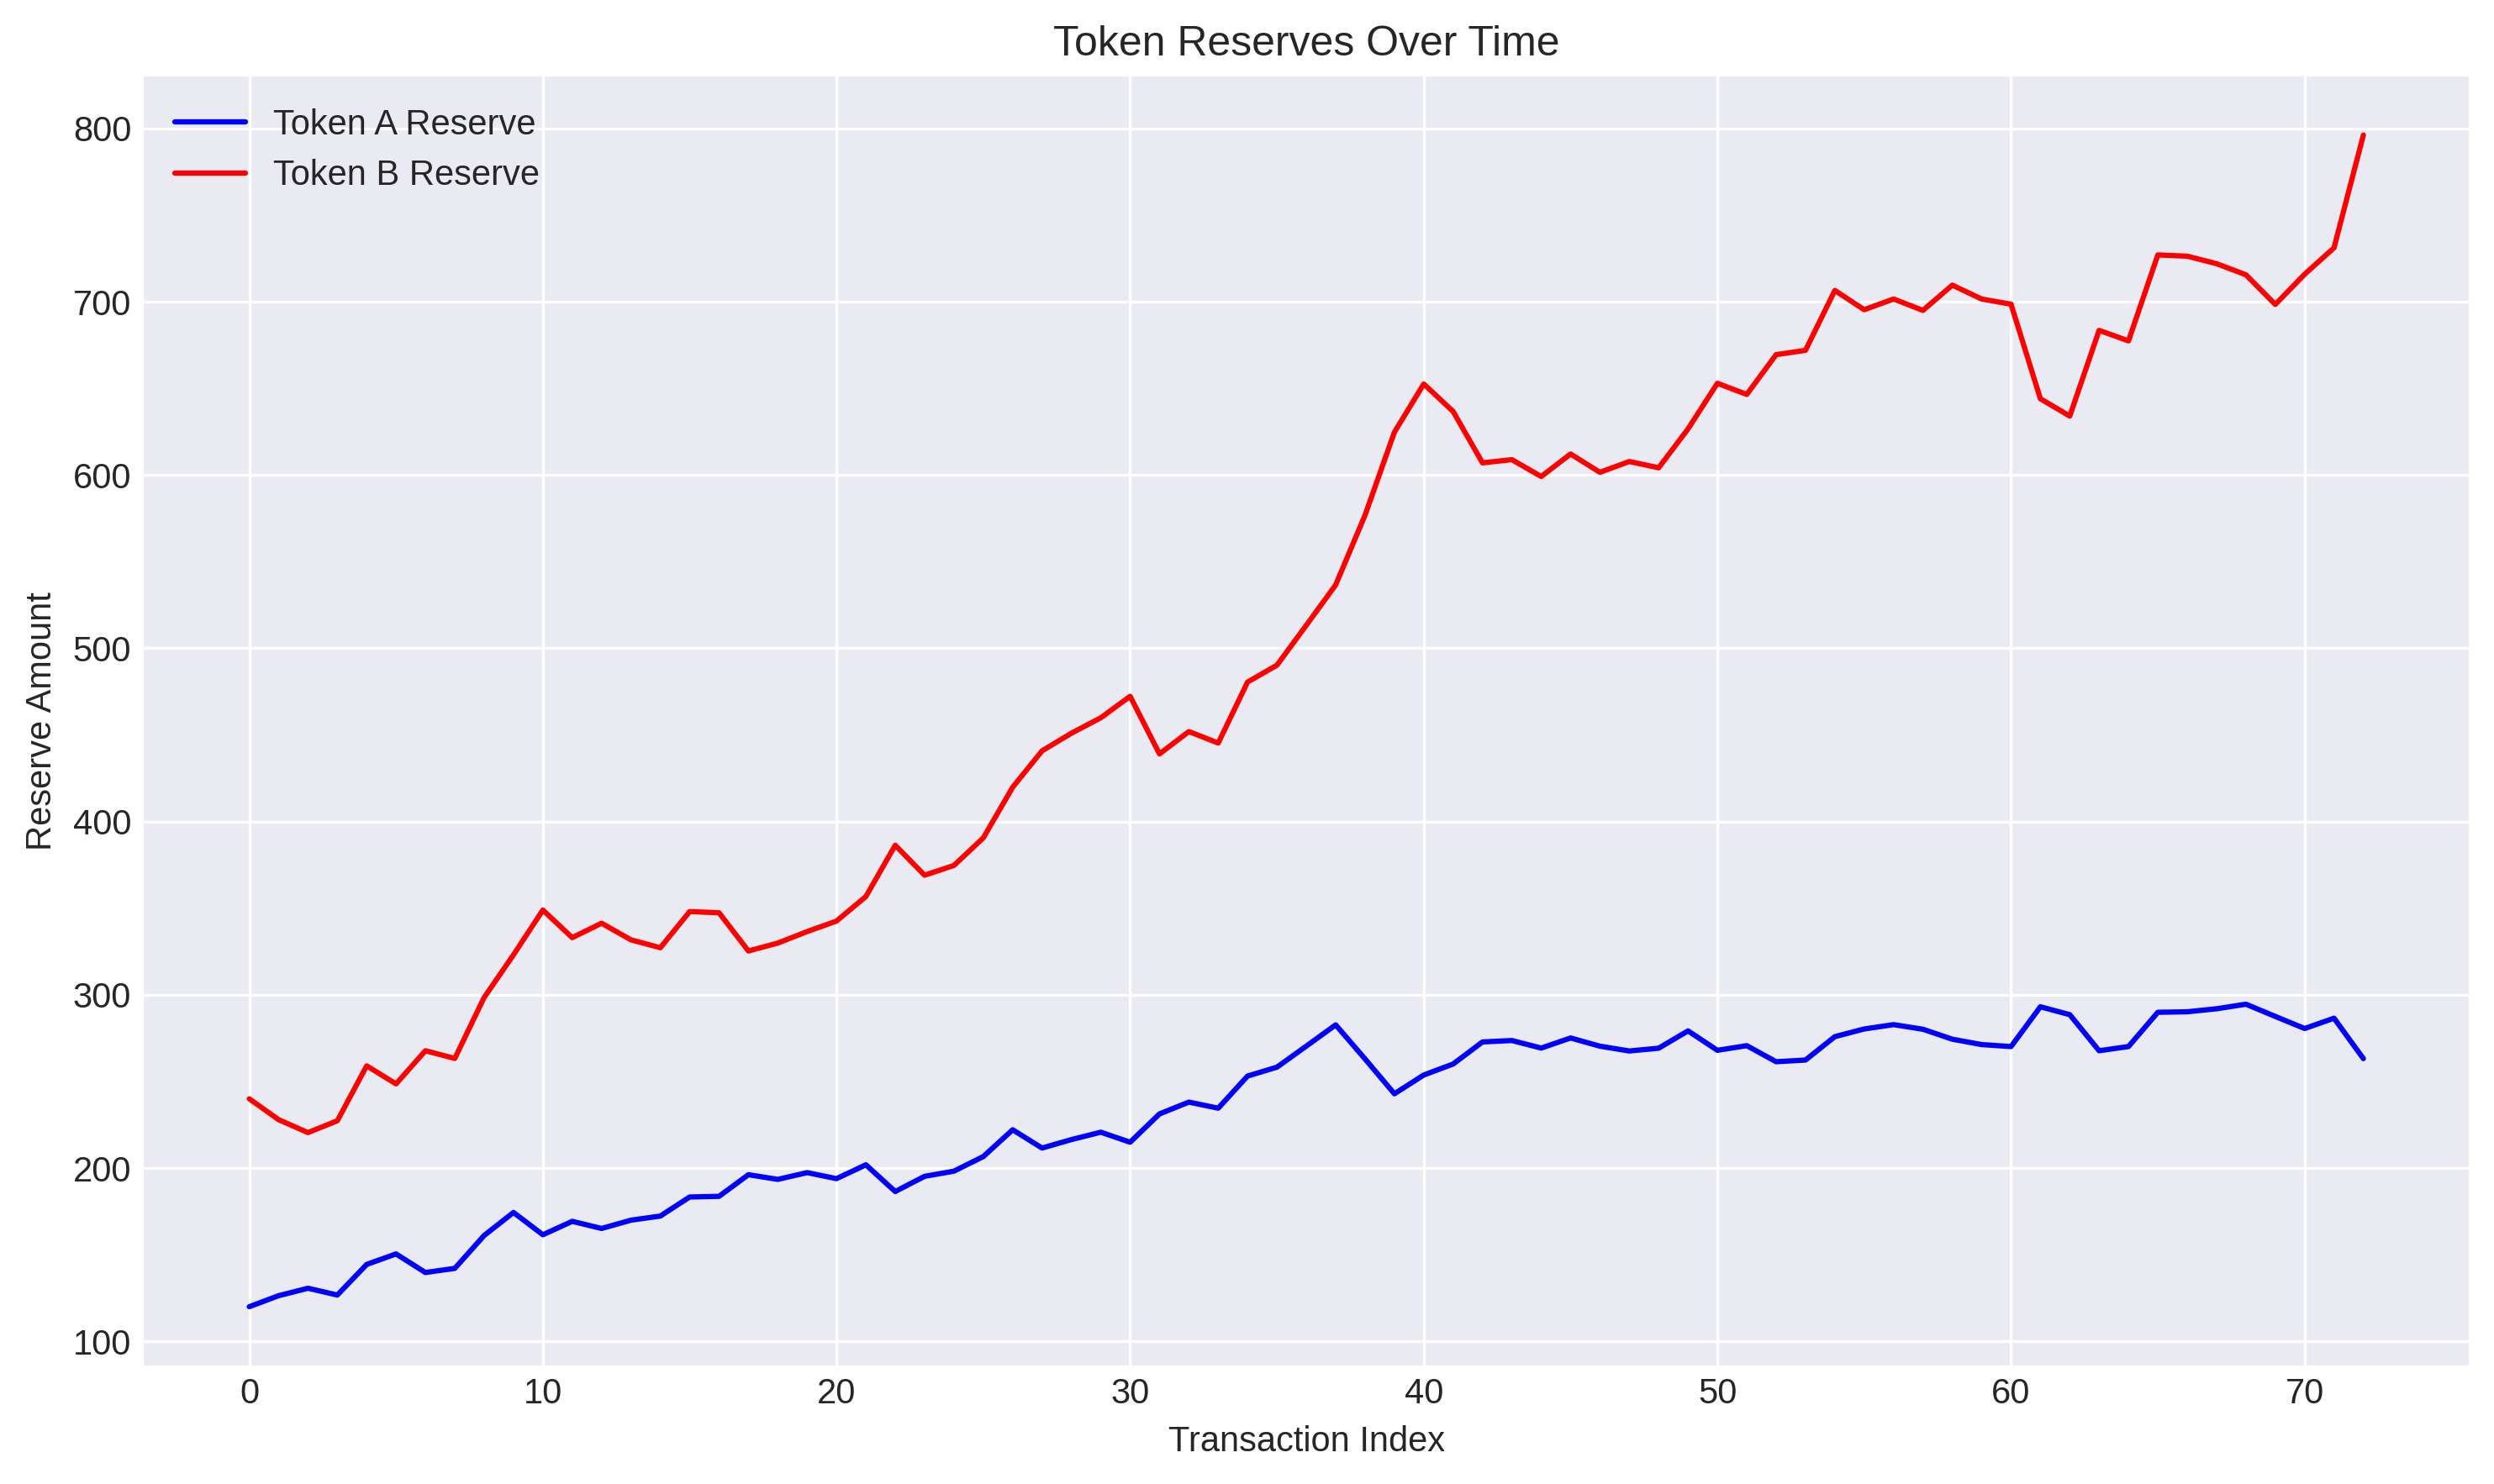 Token Reserves Over Time
Token A Reserve
Token B Reserve
800
700
600
500
400
300
200
100
Reserve Amount
0 10 20 30 40 50 60 70
Transaction Index